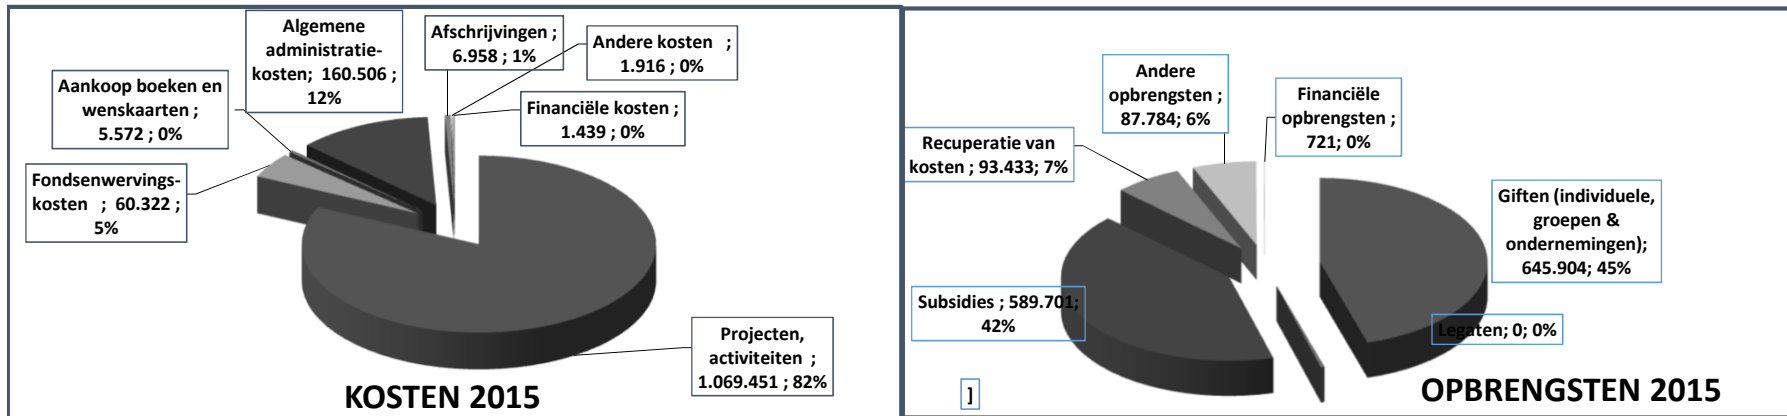 Algemene
administratie-
kosten; 160.506 ;
12%
Afschrijvingen ;
6.958 ; 1%
Andere kosten ;
1.916 ; 0%
Aankoop boeken en
wenskaarten ;
5.572 ; 0%
Financiële kosten ;
1.439 ; 0%
Fondsenwervings-
kosten ; 60.322 ;
5%
Projecten,
activiteiten ;
1.069.451 ; 82%
KOSTEN 2015
Andere
opbrengsten ;
87.784; 6%
Financiële
opbrengsten ;
721; 0%
Recuperatie van
kosten ; 93.433; 7%
Giften (individuele,
groepen &
ondernemingen);
645.904; 45%
Subsidies ; 589.701;
42%
Legaten; 0; 0%
]
OPBRENGSTEN 2015